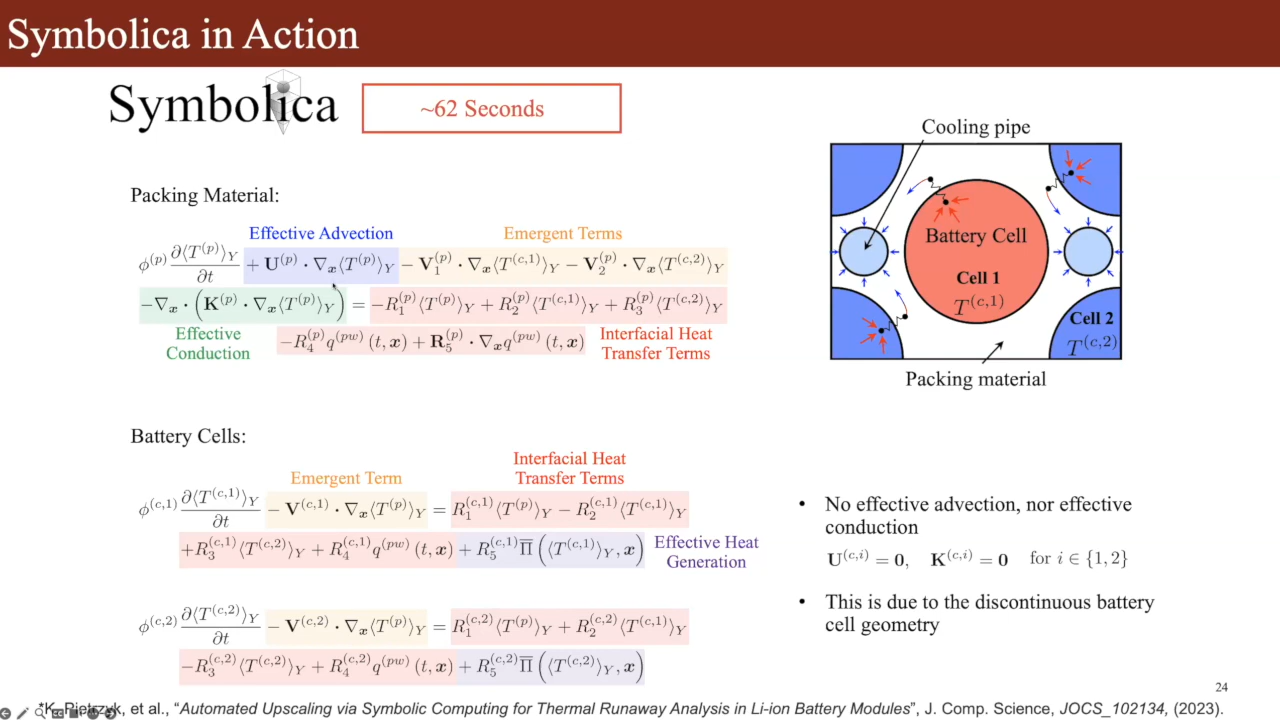 Symbolica in Action
Symbolica
~62 Seconds
Packing Material:
Effective Advection
Emergent Terms
φ^(p) ∂⟨T^(p)⟩_Y / ∂t + U^(p) · ∇_x⟨T^(p)⟩_Y − V_1^(p) · ∇_x⟨T^(c,1)⟩_Y − V_2^(p) · ∇_x⟨T^(c,2)⟩_Y
−∇_x · (K^(p) · ∇_x⟨T^(p)⟩_Y) = −R_1^(p)⟨T^(p)⟩_Y + R_2^(p)⟨T^(c,1)⟩_Y + R_3^(p)⟨T^(c,2)⟩_Y
Effective
Conduction
−R_4^(p) q^(pw) (t, x) + R_5^(p) · ∇_x q^(pw) (t, x)
Interfacial Heat
Transfer Terms
Cooling pipe
Battery Cell
Cell 1
T^(c,1)
Cell 2
T^(c,2)
Packing material
Battery Cells:
Emergent Term
Interfacial Heat
Transfer Terms
φ^(c,1) ∂⟨T^(c,1)⟩_Y / ∂t − V^(c,1) · ∇_x⟨T^(p)⟩_Y = R_1^(c,1)⟨T^(p)⟩_Y − R_2^(c,1)⟨T^(c,1)⟩_Y
+R_3^(c,1)⟨T^(c,2)⟩_Y + R_4^(c,1) q^(pw) (t, x) + R_5^(c,1) Π̅ (⟨T^(c,1)⟩_Y, x)
Effective Heat
Generation
φ^(c,2) ∂⟨T^(c,2)⟩_Y / ∂t − V^(c,2) · ∇_x⟨T^(p)⟩_Y = R_1^(c,2)⟨T^(p)⟩_Y + R_2^(c,2)⟨T^(c,1)⟩_Y
−R_3^(c,2)⟨T^(c,2)⟩_Y + R_4^(c,2) q^(pw) (t, x) + R_5^(c,2) Π̅ (⟨T^(c,2)⟩_Y, x)
• No effective advection, nor effective
conduction
U^(c,i) = 0, K^(c,i) = 0 for i ∈ {1, 2}
• This is due to the discontinuous battery
cell geometry
24
*K. Pietrzyk, et al., “Automated Upscaling via Symbolic Computing for Thermal Runaway Analysis in Li-ion Battery Modules”, J. Comp. Science, JOCS_102134, (2023).